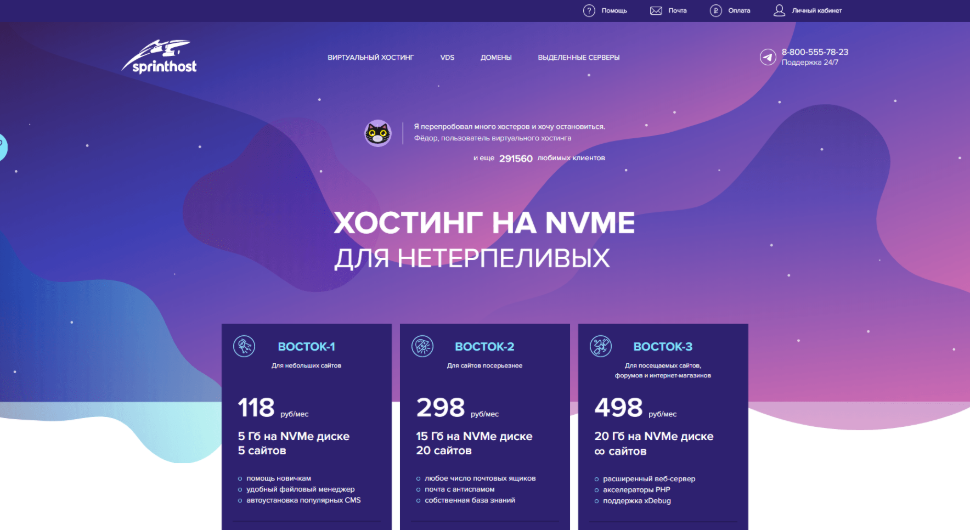 Помощь
Почта
Оплата
Личный кабинет
sprinthost
ВИРТУАЛЬНЫЙ ХОСТИНГ
VDS
ДОМЕНЫ
ВЫДЕЛЕННЫЕ СЕРВЕРЫ
8-800-555-78-23
Поддержка 24/7
Я перепробовал много хостеров и хочу остановиться.
Фёдор, пользователь виртуального хостинга
и еще 291560 любимых клиентов
ХОСТИНГ НА NVME
ДЛЯ НЕТЕРПЕЛИВЫХ
ВОСТОК-1
Для небольших сайтов
118 руб/мес
5 Гб на NVMe диске
5 сайтов
помощь новичкам
удобный файловый менеджер
автоустановка популярных CMS
ВОСТОК-2
Для сайтов посерьезнее
298 руб/мес
15 Гб на NVMe диске
20 сайтов
любое число почтовых ящиков
почта с антиспамом
собственная база знаний
ВОСТОК-3
Для посещаемых сайтов,
форумов и интернет-магазинов
498 руб/мес
20 Гб на NVMe диске
∞ сайтов
расширенный веб-сервер
акселераторы PHP
поддержка xDebug